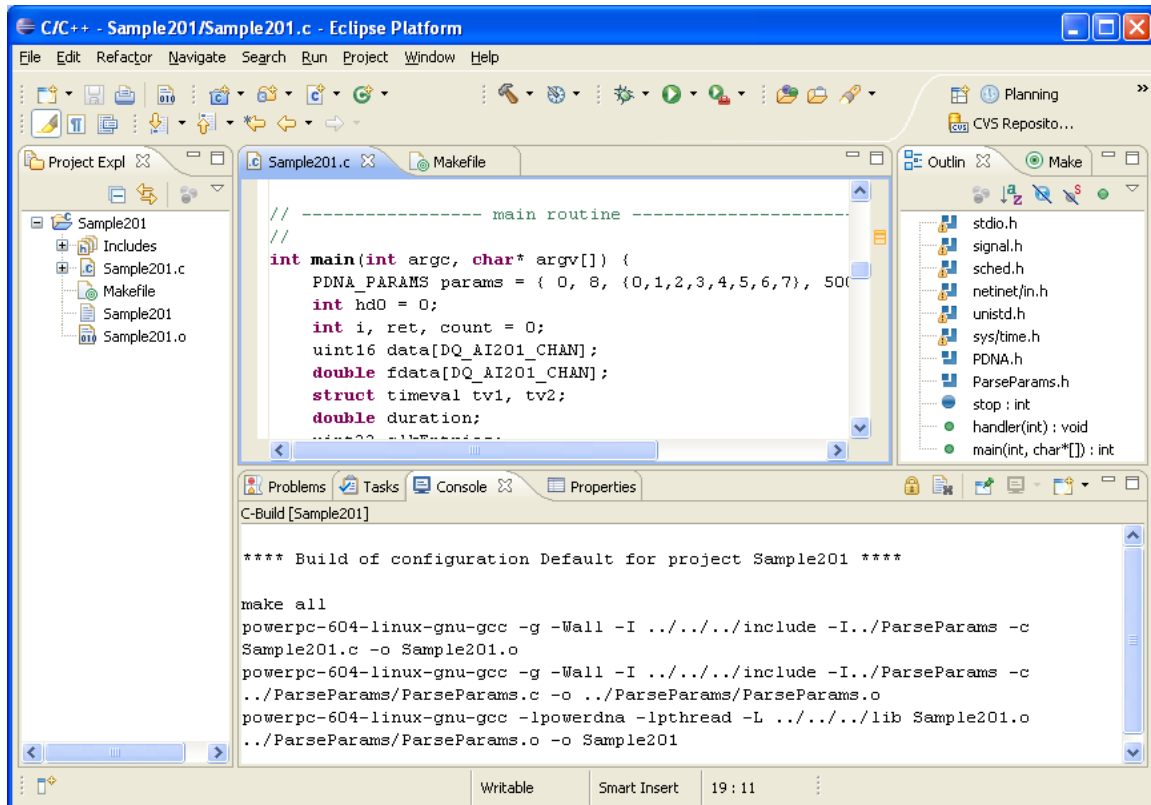 C/C++ - Sample201/Sample201.c - Eclipse Platform
File Edit Refactor Navigate Search Run Project Window Help
Planning
CVS Reposito...
Project Expl
Sample201
Includes
Sample201.c
Makefile
Sample201
Sample201.o
Sample201.c Makefile
// ----------------- main routine ---------------------
//
int main(int argc, char* argv[]) {
PDNA_PARAMS params = { 0, 8, {0,1,2,3,4,5,6,7},
int hd0 = 0;
int i, ret, count = 0;
uint16 data[DQ_AI201_CHAN];
double fdata[DQ_AI201_CHAN];
struct timeval tv1, tv2;
double duration;
Outlin Make
stdio.h
signal.h
sched.h
netinet/in.h
unistd.h
sys/time.h
PDNA.h
ParseParams.h
stop : int
handler(int) : void
main(int, char*[]) : int
Problems Tasks Console Properties
C-Build [Sample201]
**** Build of configuration Default for project Sample201 ****
make all
powerpc-604-linux-gnu-gcc -g -Wall -I ../../../include -I../ParseParams -c
Sample201.c -o Sample201.o
powerpc-604-linux-gnu-gcc -g -Wall -I ../../../include -I../ParseParams -c
../ParseParams/ParseParams.c -o ../ParseParams/ParseParams.o
powerpc-604-linux-gnu-gcc -lpowerdna -lpthread -L ../../../lib Sample201.o
../ParseParams/ParseParams.o -o Sample201
Writable Smart Insert 19 : 11